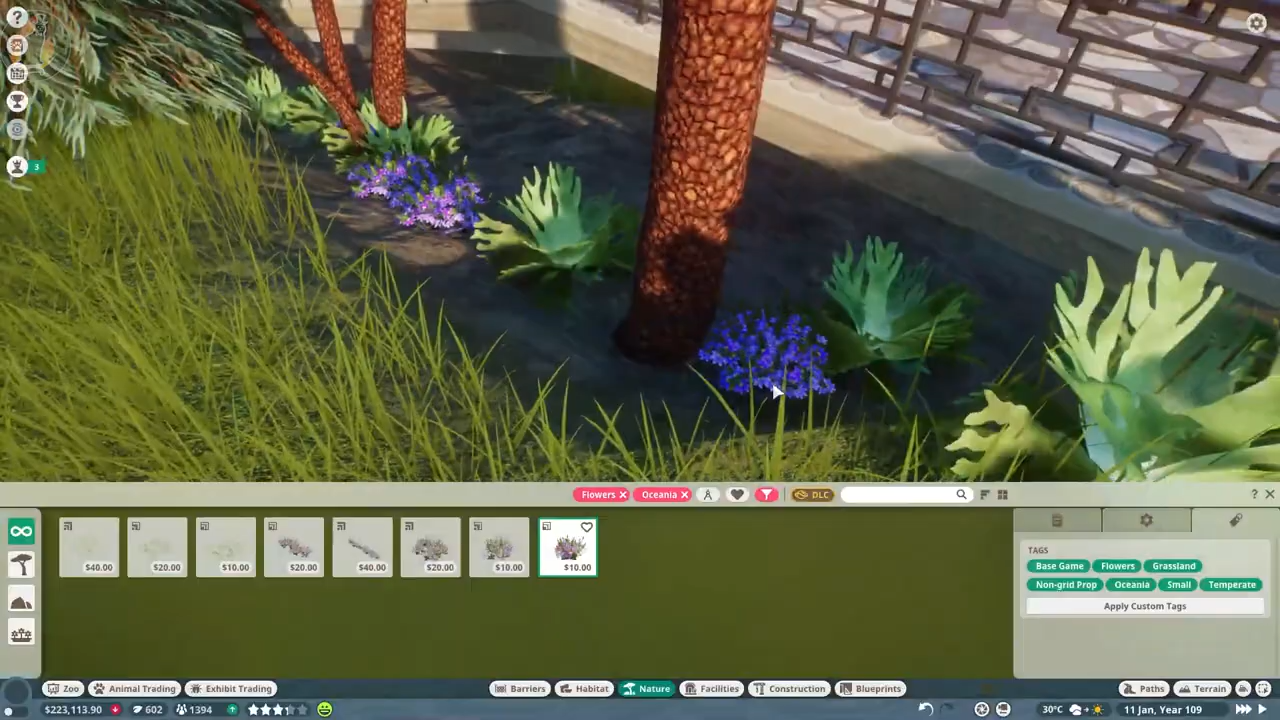 ?
3
Flowers × Oceania × DLC ? ×
$40.00 $20.00 $10.00 $20.00 $40.00 $20.00 $10.00 $10.00
TAGS
Base Game Flowers Grassland
Non-grid Prop Oceania Small Temperate
Apply Custom Tags
Zoo Animal Trading Exhibit Trading Barriers Habitat Nature Facilities Construction Blueprints Paths Terrain
$223,113.90 602 1394 30°C 11 Jan, Year 109